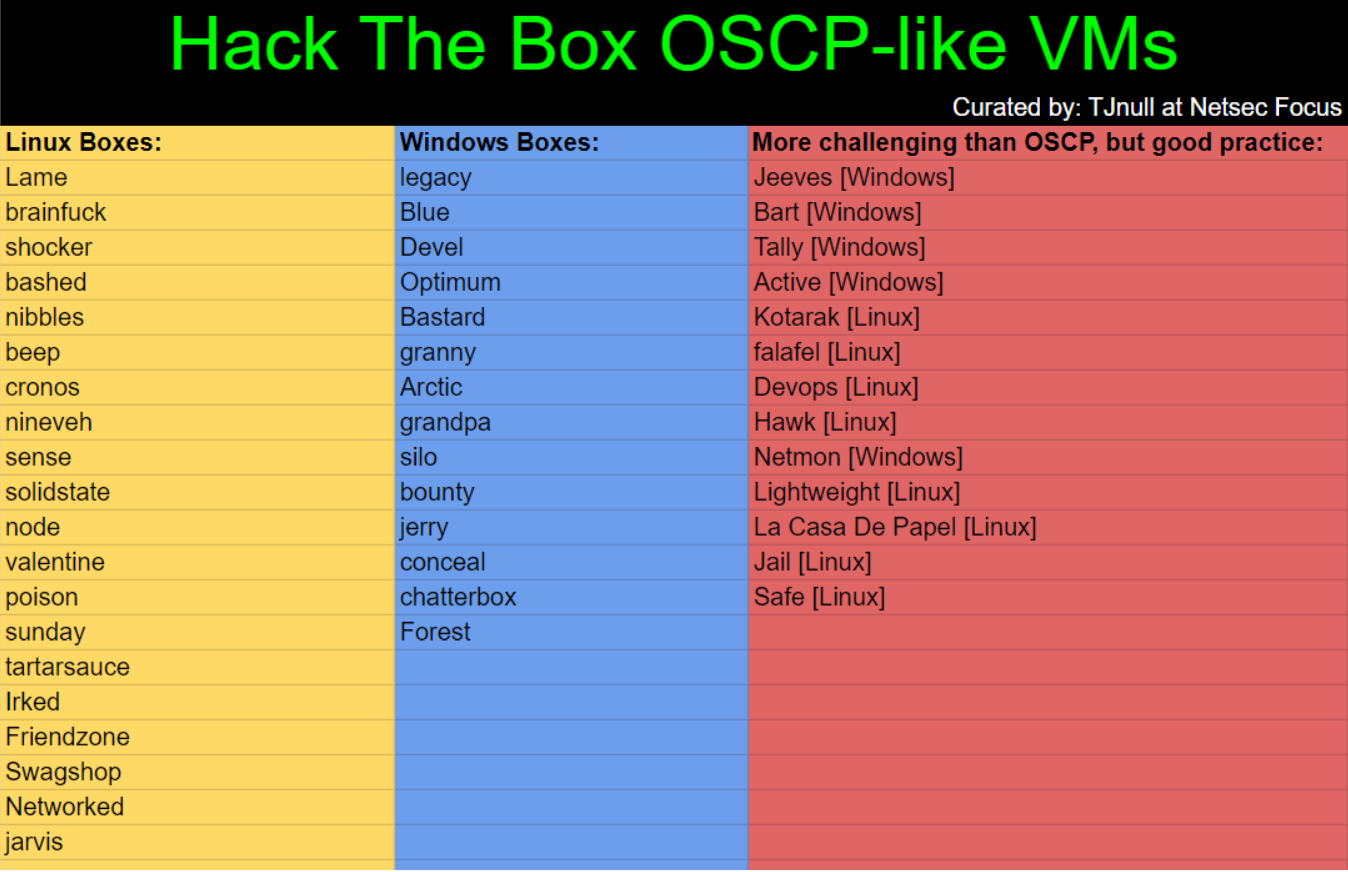 Hack The Box OSCP-like VMs
Curated by: TJnull at Netsec Focus
Linux Boxes: Windows Boxes: More challenging than OSCP, but good practice:
Lame legacy Jeeves [Windows]
brainfuck Blue Bart [Windows]
shocker Devel Tally [Windows]
bashed Optimum Active [Windows]
nibbles Bastard Kotarak [Linux]
beep granny falafel [Linux]
cronos Arctic Devops [Linux]
nineveh grandpa Hawk [Linux]
sense silo Netmon [Windows]
solidstate bounty Lightweight [Linux]
node jerry La Casa De Papel [Linux]
valentine conceal Jail [Linux]
poison chatterbox Safe [Linux]
sunday Forest
tartarsauce
Irked
Friendzone
Swagshop
Networked
jarvis